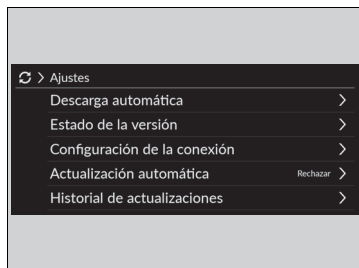 Ajustes
Descarga automática
Estado de la versión
Configuración de la conexión
Actualización automática Rechazar
Historial de actualizaciones